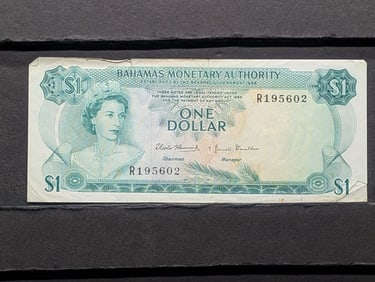 BAHAMAS MONETARY AUTHORITY
THESE NOTES ARE LEGAL TENDER UNDER
THE BAHAMAS MONETARY AUTHORITY ACT 1968
FOR THE PAYMENT OF ANY AMOUNT
$1
$1
R195602
ONE
DOLLAR
Chairman
Manager
R195602
$1
$1